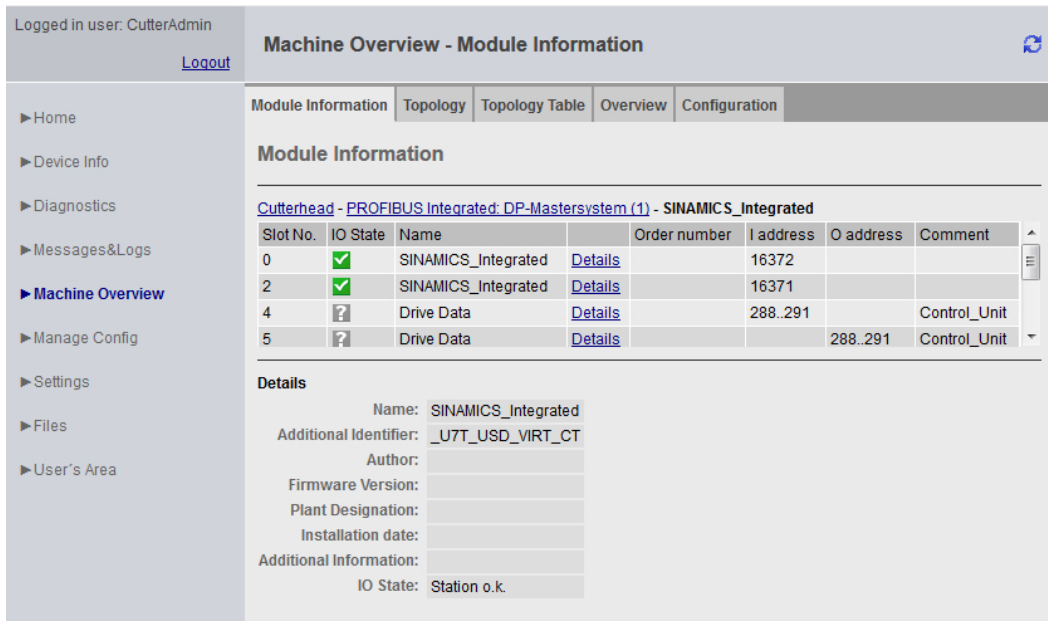 Logged in user: CutterAdmin
Logout
Machine Overview - Module Information
►Home
►Device Info
►Diagnostics
►Messages&Logs
►Machine Overview
►Manage Config
►Settings
►Files
►User´s Area
Module Information Topology Topology Table Overview Configuration
Module Information
Cutterhead - PROFIBUS Integrated: DP-Mastersystem (1) - SINAMICS_Integrated
Slot No. IO State Name Order number I address O address Comment
0 SINAMICS_Integrated Details 16372
2 SINAMICS_Integrated Details 16371
4 ? Drive Data Details 288..291 Control_Unit
5 ? Drive Data Details 288..291 Control_Unit
Details
Name: SINAMICS_Integrated
Additional Identifier: _U7T_USD_VIRT_CT
Author:
Firmware Version:
Plant Designation:
Installation date:
Additional Information:
IO State: Station o.k.